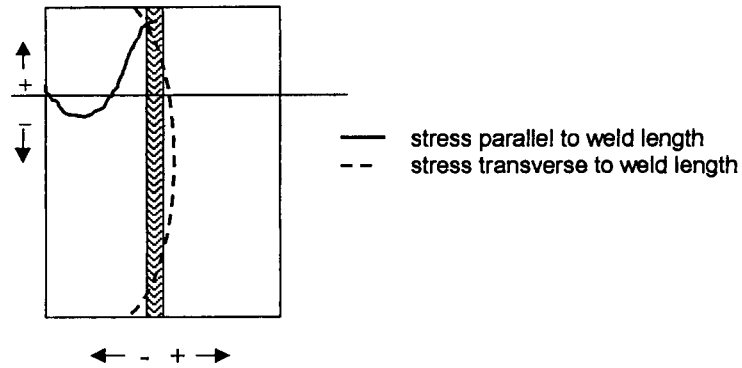 +
–
stress parallel to weld length
stress transverse to weld length
- +